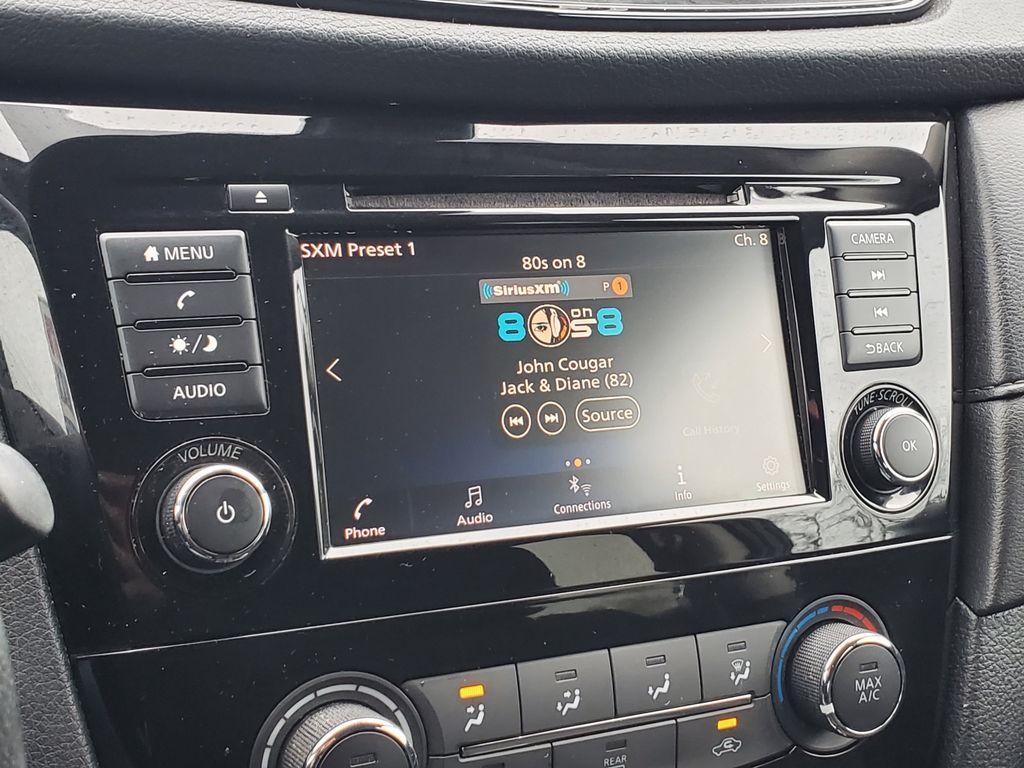 MENU
AUDIO
VOLUME
SXM Preset 1
Ch. 8
80s on 8
SiriusXM
P 1
80s on 8
John Cougar
Jack & Diane (82)
Source
Call History
Phone
Audio
Connections
Info
Settings
CAMERA
BACK
TUNE·SCROLL
OK
MAX
A/C
REAR